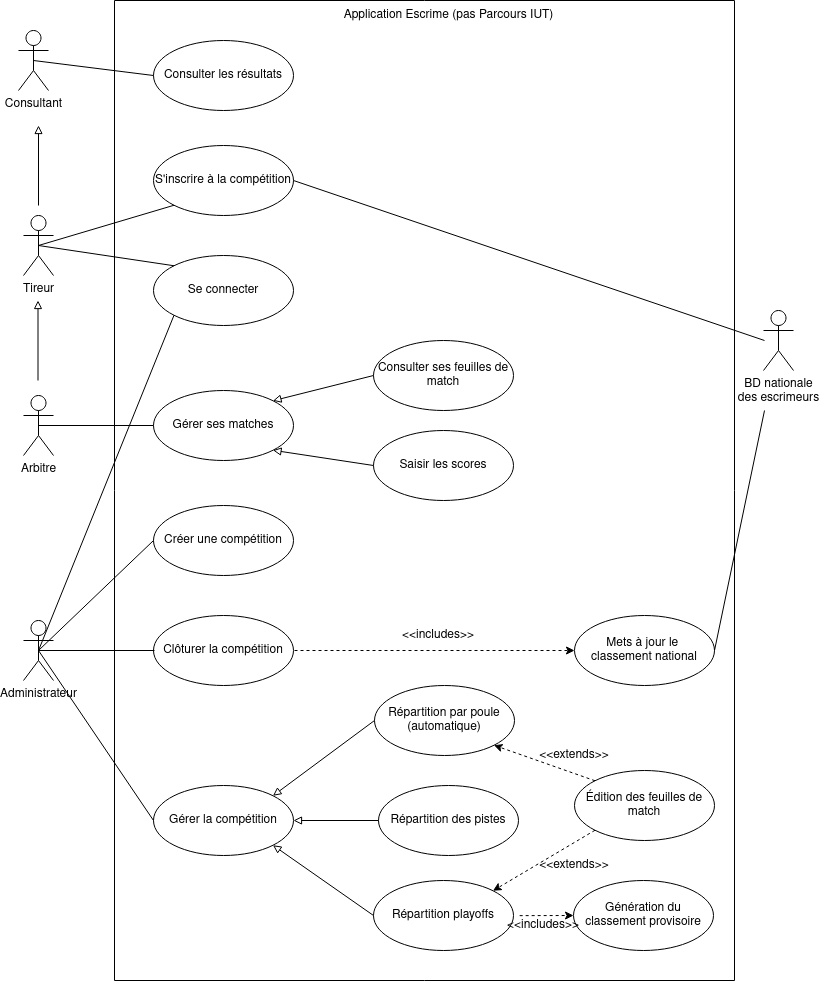 Application Escrime (pas Parcours IUT)
Consultant
Consulter les résultats
S'inscrire à la compétition
Tireur
Se connecter
BD nationale
des escrimeurs
Consulter ses feuilles de
match
Arbitre
Gérer ses matches
Saisir les scores
Créer une compétition
Administrateur
Clôturer la compétition
<<includes>>
Mets à jour le
classement national
Répartition par poule
(automatique)
<<extends>>
Édition des feuilles de
match
Gérer la compétition
Répartition des pistes
<<extends>>
Répartition playoffs
<<includes>>
Génération du
classement provisoire